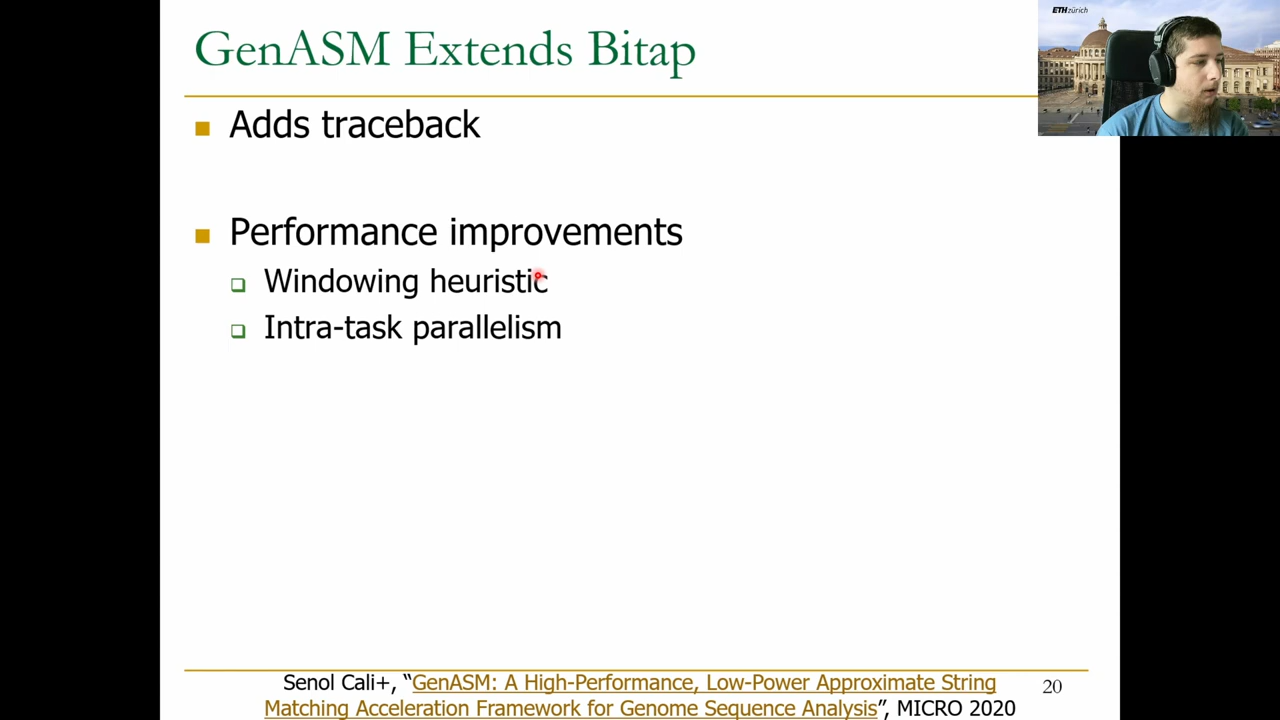 GenASM Extends Bitap
ETH zürich
Adds traceback
Performance improvements
Windowing heuristic
Intra-task parallelism
Senol Cali+, “GenASM: A High-Performance, Low-Power Approximate String
Matching Acceleration Framework for Genome Sequence Analysis”, MICRO 2020
20